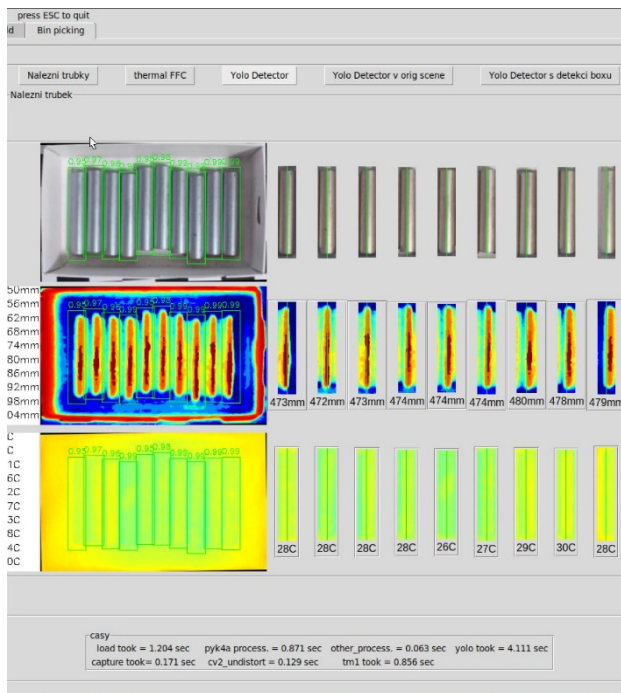 press ESC to quit
ld Bin picking
Nalezni trubky thermal FFC Yolo Detector Yolo Detector v orig scene Yolo Detector s detekci boxu
Nalezni trubek
50mm
56mm
62mm
68mm
74mm
80mm
86mm
92mm
98mm
04mm
473mm 472mm 473mm 474mm 474mm 474mm 480mm 478mm 479mm
C
C
1C
6C
2C
7C
3C
8C
4C
0C
28C 28C 28C 28C 26C 27C 29C 30C 28C
casy
load took = 1.204 sec pyk4a process. = 0.871 sec other_process. = 0.063 sec yolo took = 4.111 sec
capture took= 0.171 sec cv2_undistort = 0.129 sec tm1 took = 0.856 sec